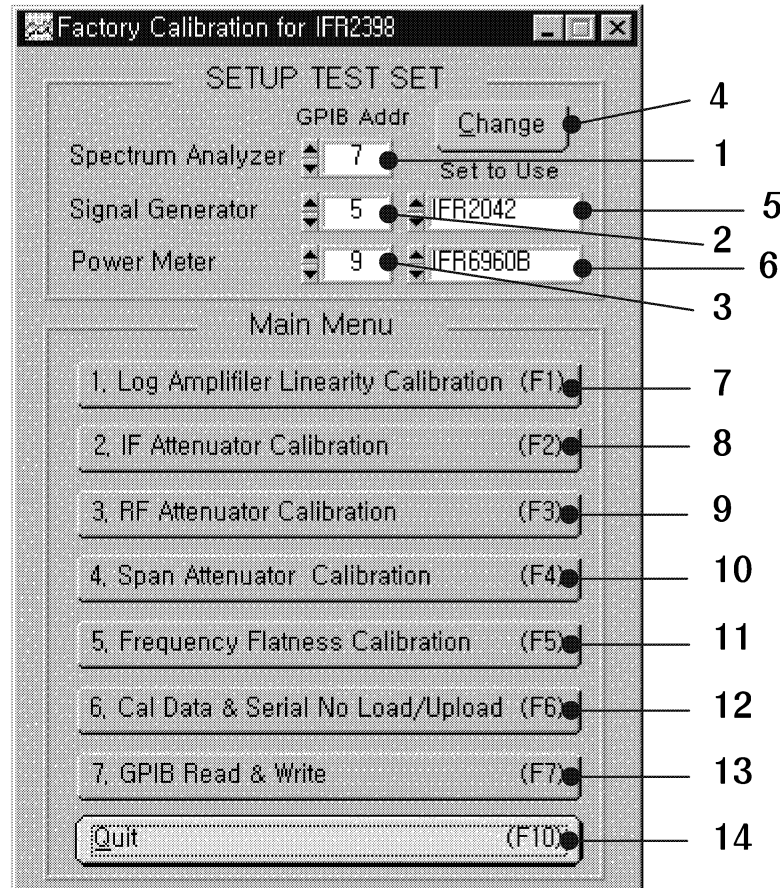 Factory Calibration for IFR2398
SETUP TEST SET
GPIB Addr
Change
4
Spectrum Analyzer 7
1
Set to Use
Signal Generator 5 IFR2042
5
2
Power Meter 9 IFR6960B
6
3
Main Menu
1, Log Amplifiler Linearity Calibration (F1)
7
2, IF Attenuator Calibration (F2)
8
3, RF Attenuator Calibration (F3)
9
4, Span Attenuator Calibration (F4)
10
5, Frequency Flatness Calibration (F5)
11
6, Cal Data & Serial No Load/Upload (F6)
12
7, GPIB Read & Write (F7)
13
Quit (F10)
14